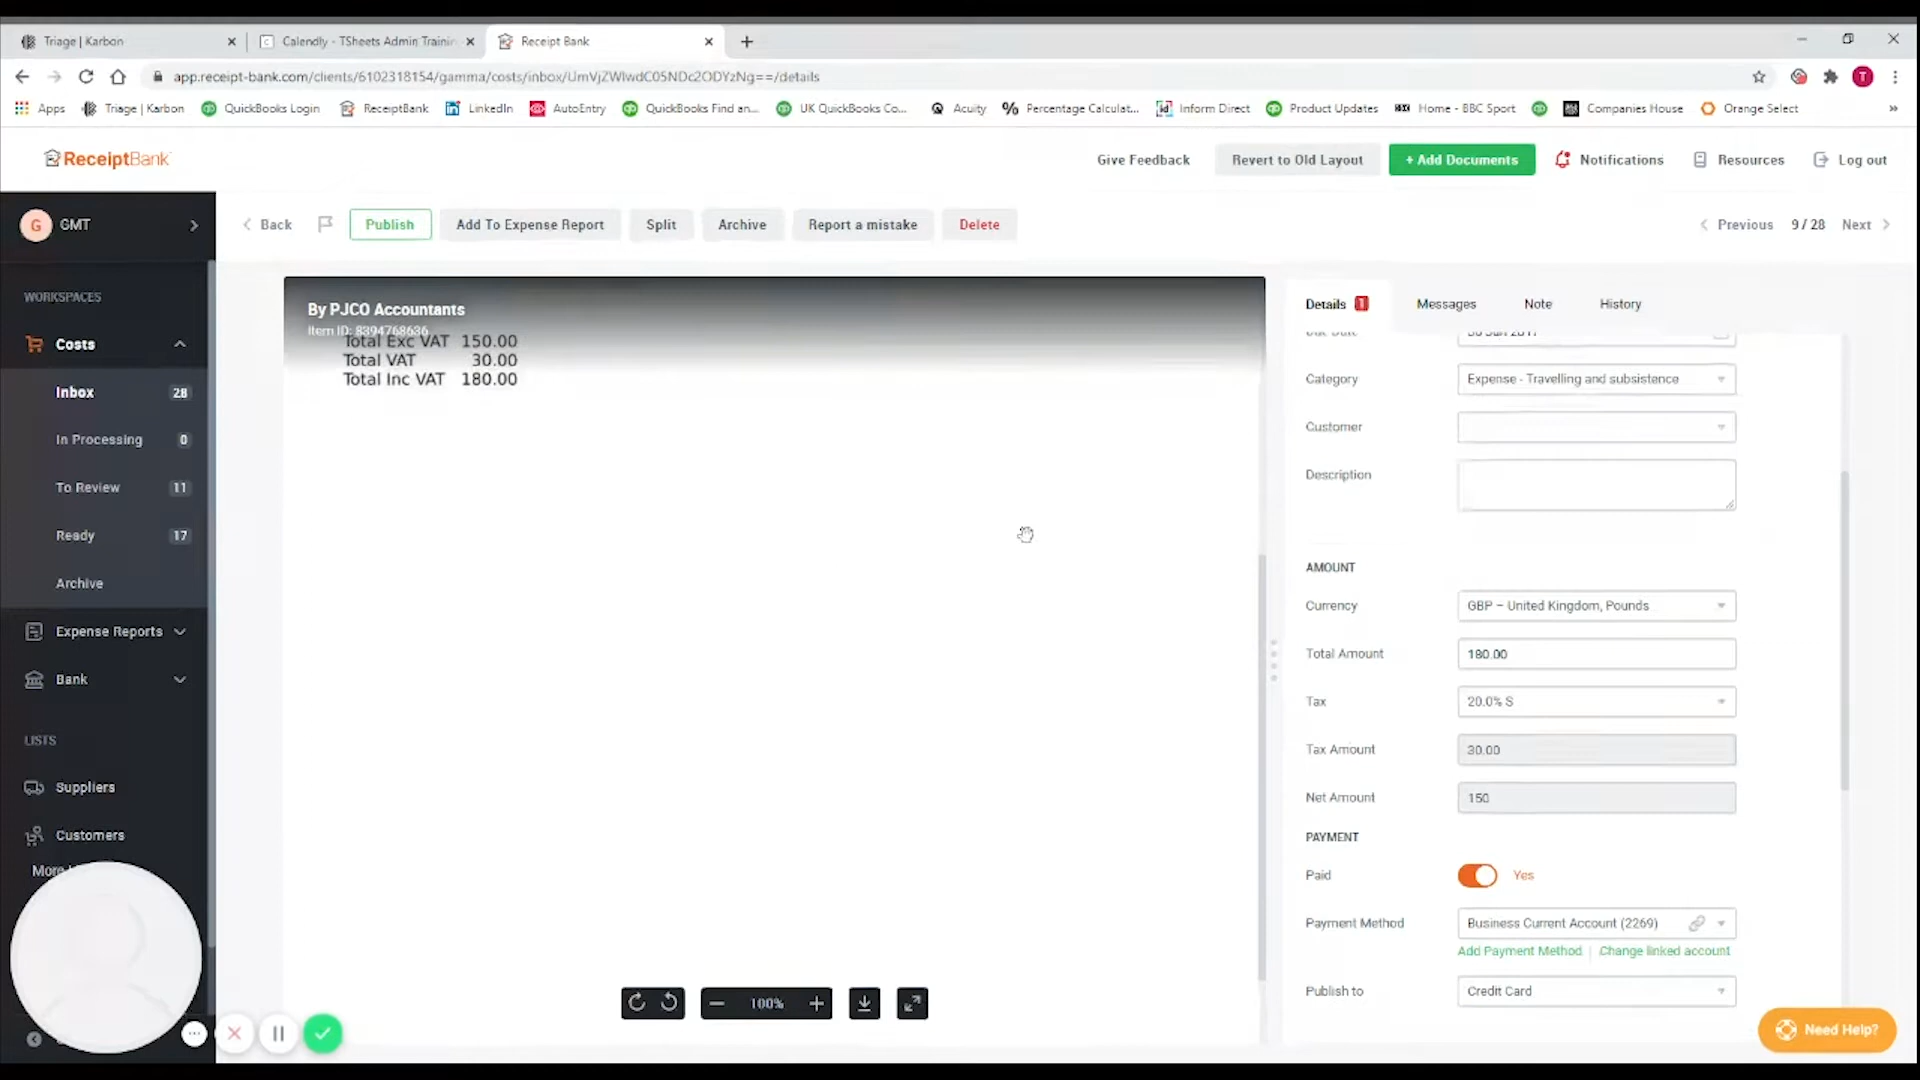 Triage | Karbon
Calendly - TSheets Admin Trainin
Receipt Bank
app.receipt-bank.com/clients/6102318154/gamma/costs/inbox/UmVjZWlwdC05NDc2ODYzNg==/details
T
Apps
Triage | Karbon
QuickBooks Login
ReceiptBank
LinkedIn
AutoEntry
QuickBooks Find an...
UK QuickBooks Co...
Acuity
Percentage Calculat...
Inform Direct
Product Updates
Home - BBC Sport
Companies House
Orange Select
ReceiptBank
Give Feedback
Revert to Old Layout
+ Add Documents
Notifications
Resources
Log out
G GMT
Back
Publish
Add To Expense Report
Split
Archive
Report a mistake
Delete
Previous
9 / 28
Next
WORKSPACES
Costs
Inbox 28
In Processing 0
To Review 11
Ready 17
Archive
Expense Reports
Bank
LISTS
Suppliers
Customers
More
By PJCO Accountants
Item ID: 8394768636
Total Exc VAT 150.00
Total VAT 30.00
Total Inc VAT 180.00
100%
Details 1
Messages
Note
History
Category Expense - Travelling and subsistence
Customer
Description
AMOUNT
Currency GBP – United Kingdom, Pounds
Total Amount 180.00
Tax 20.0% S
Tax Amount 30.00
Net Amount 150
PAYMENT
Paid Yes
Payment Method Business Current Account (2269)
Add Payment Method | Change linked account
Publish to Credit Card
Need Help?